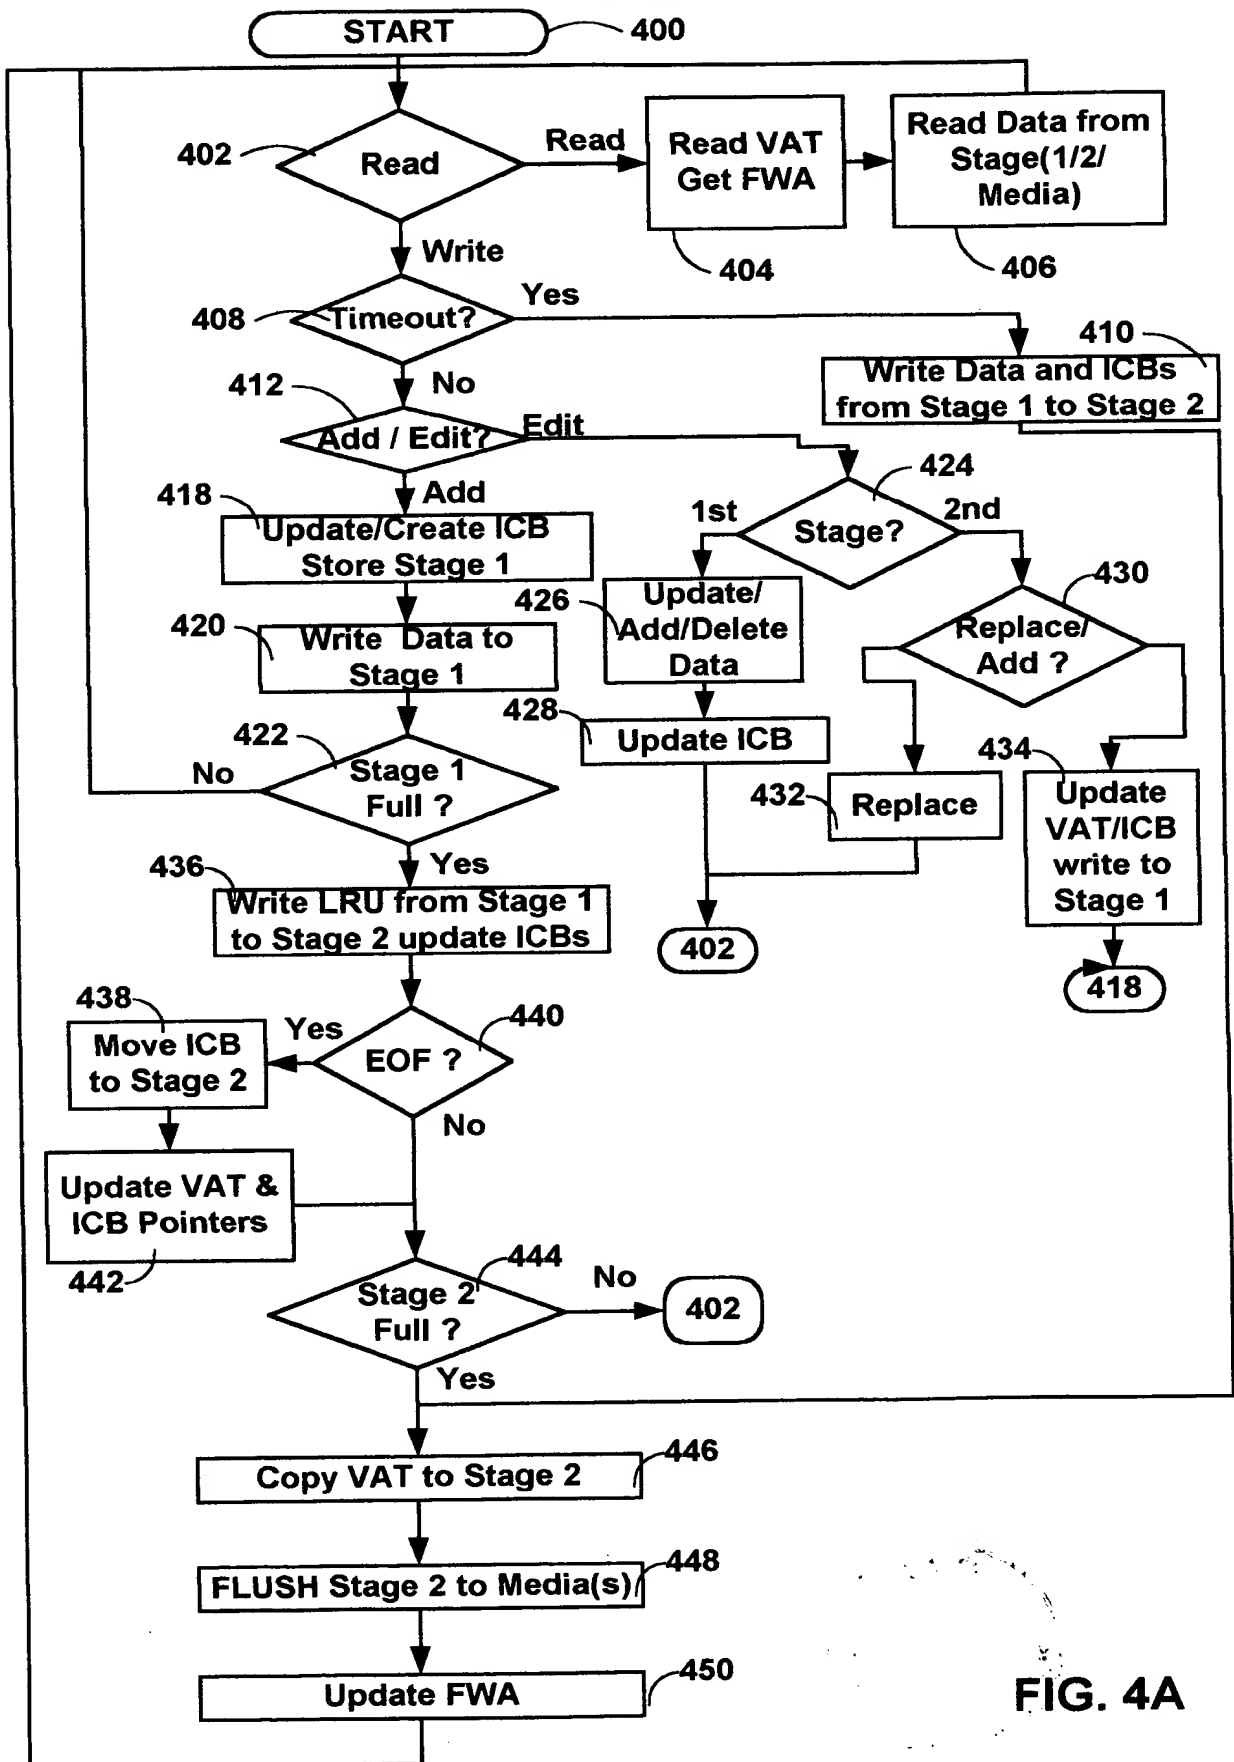 START
400
402
Read
Read
Read VAT
Get FWA
404
Read Data from
Stage(1/2/
Media)
406
Write
408
Timeout?
Yes
410
Write Data and ICBs
from Stage 1 to Stage 2
No
412
Add / Edit?
Edit
424
Stage?
1st
2nd
Add
418
Update/Create ICB
Store Stage 1
426
Update/
Add/Delete
Data
430
Replace/
Add ?
420
Write Data to
Stage 1
428
Update ICB
422
Stage 1
Full ?
No
432
Replace
434
Update
VAT/ICB
write to
Stage 1
Yes
436
Write LRU from Stage 1
to Stage 2 update ICBs
402
418
438
Move ICB
to Stage 2
Yes
EOF ?
440
No
Update VAT &
ICB Pointers
442
444
Stage 2
Full ?
No
402
Yes
446
Copy VAT to Stage 2
448
FLUSH Stage 2 to Media(s)
450
Update FWA
FIG. 4A